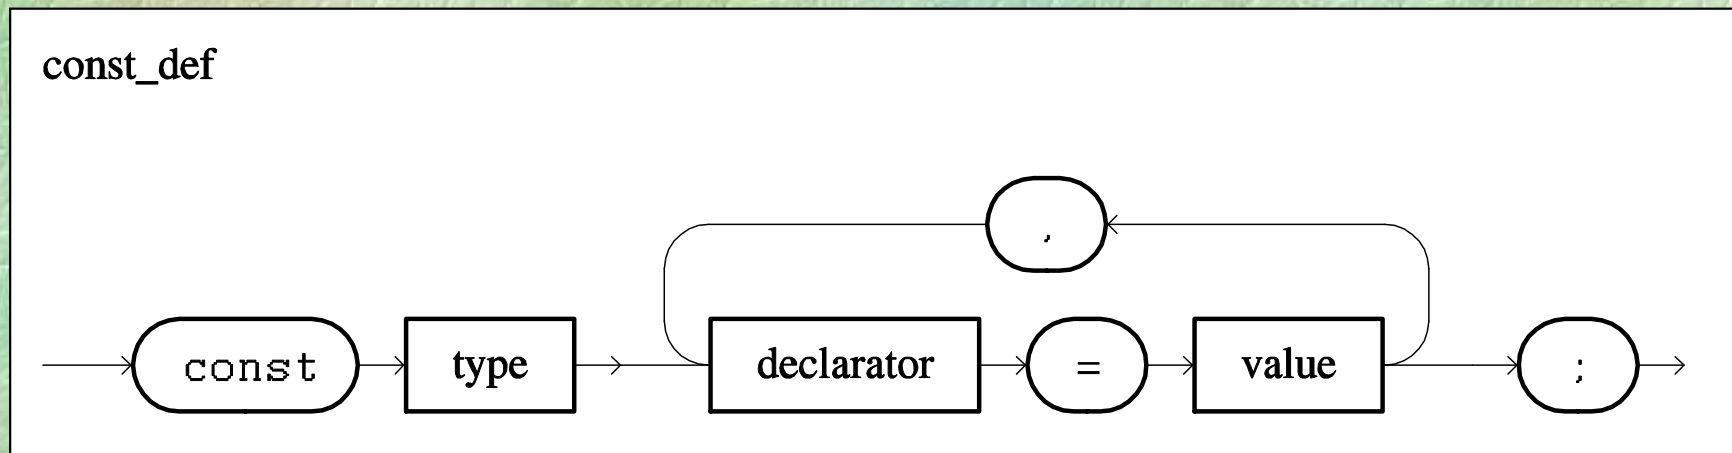 const_def
,
const type declarator = value ;